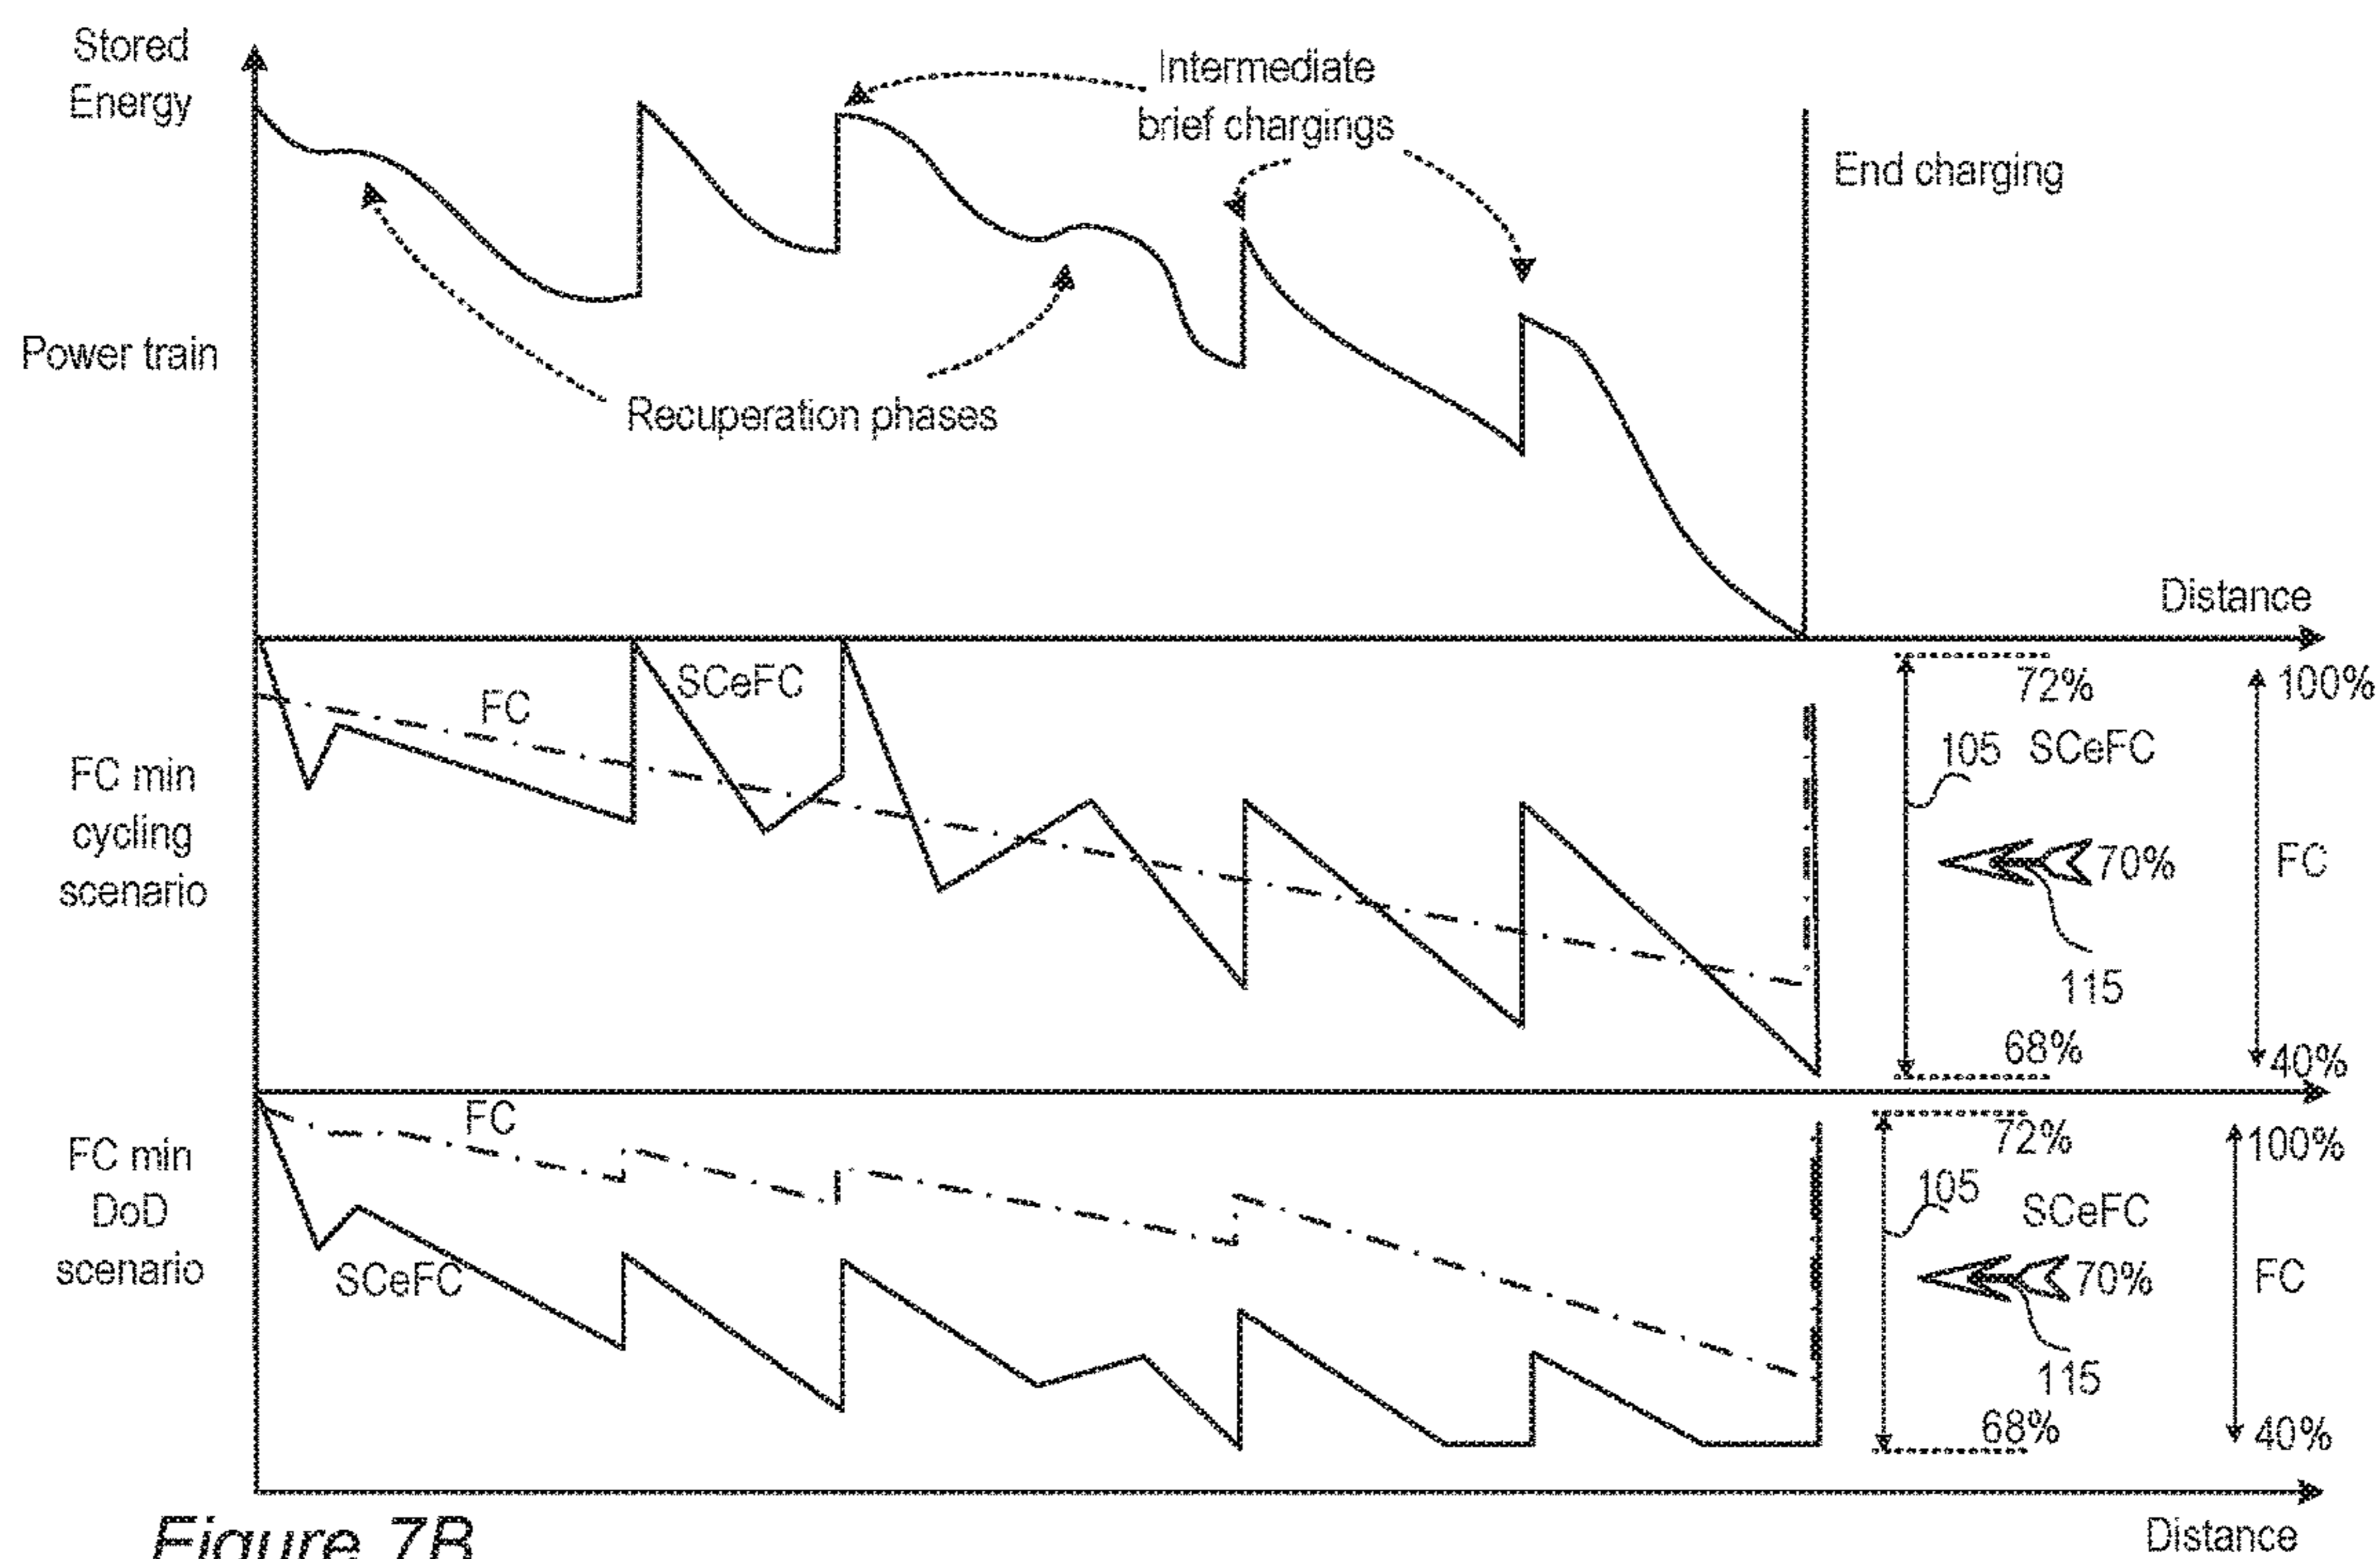 Stored
Energy
Intermediate
brief chargings
End charging
Power train
Recuperation phases
Distance
FC
SCeFC
72%
100%
FC min
cycling
scenario
105 SCeFC
70%
FC
115
68%
40%
FC
FC min
DoD
scenario
SCeFC
72%
100%
105
SCeFC
70%
FC
115
68%
40%
Distance
Figure 7B